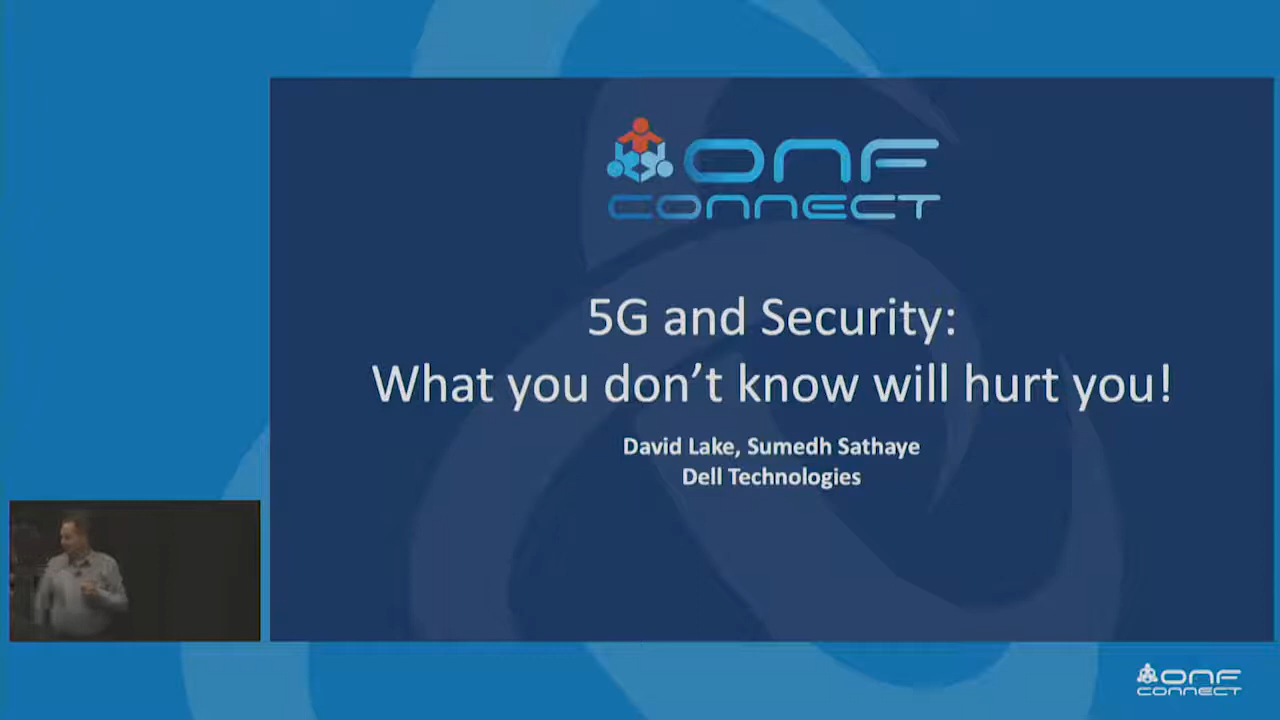 ONF
CONNECT
5G and Security:
What you don't know will hurt you!
David Lake, Sumedh Sathaye
Dell Technologies
ONF
CONNECT